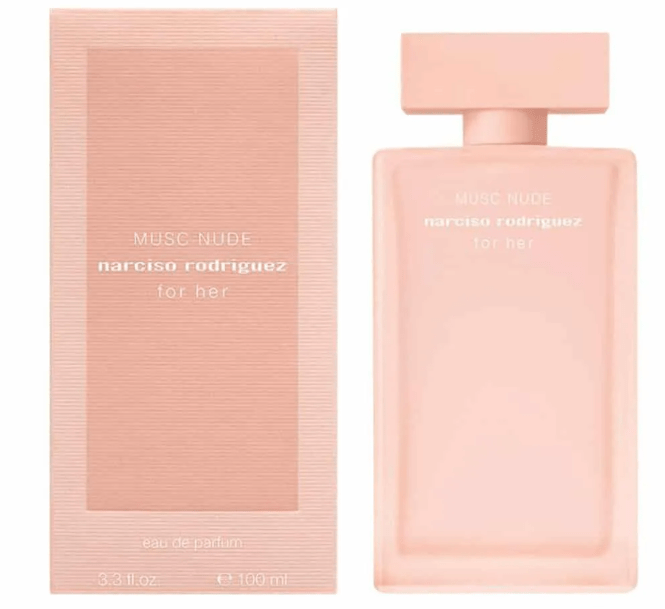 MUSC NUDE
narciso rodriguez
for her
eau de parfum
3.3 fl.oz. ℮ 100 ml
MUSC NUDE
narciso rodriguez
for her